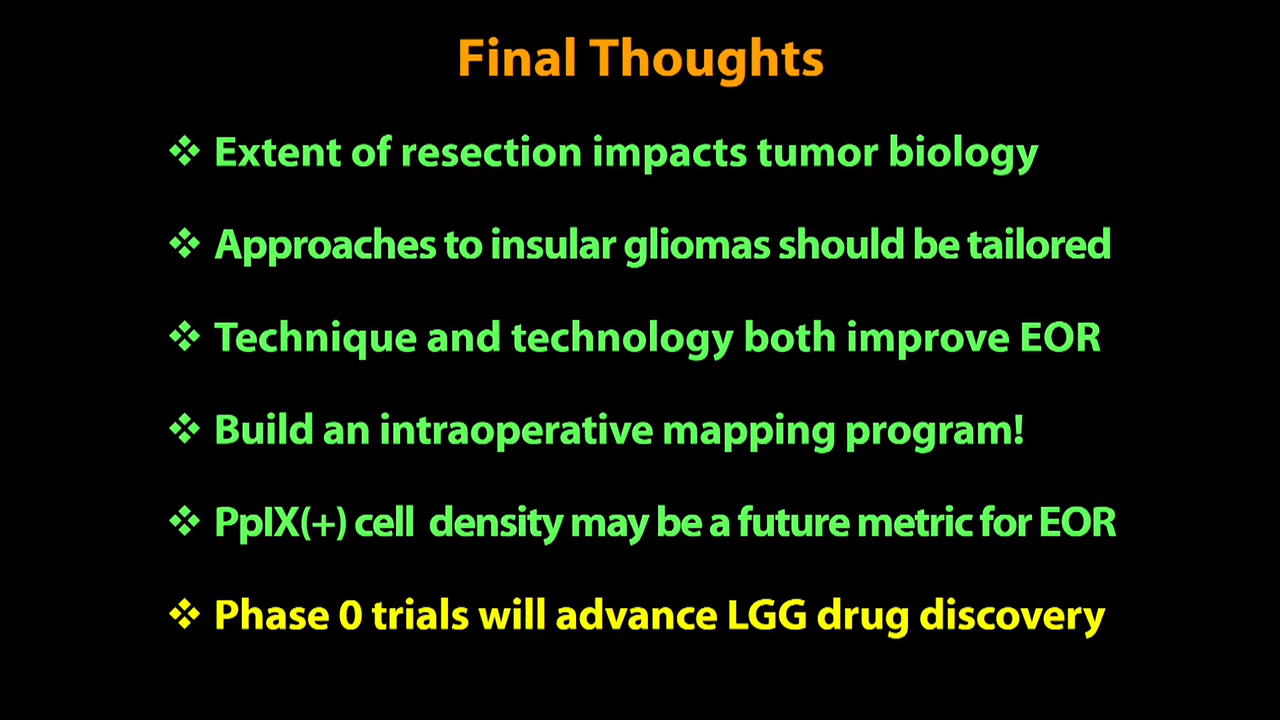 Final Thoughts
❖ Extent of resection impacts tumor biology
❖ Approaches to insular gliomas should be tailored
❖ Technique and technology both improve EOR
❖ Build an intraoperative mapping program!
❖ PpIX(+) cell density may be a future metric for EOR
❖ Phase 0 trials will advance LGG drug discovery